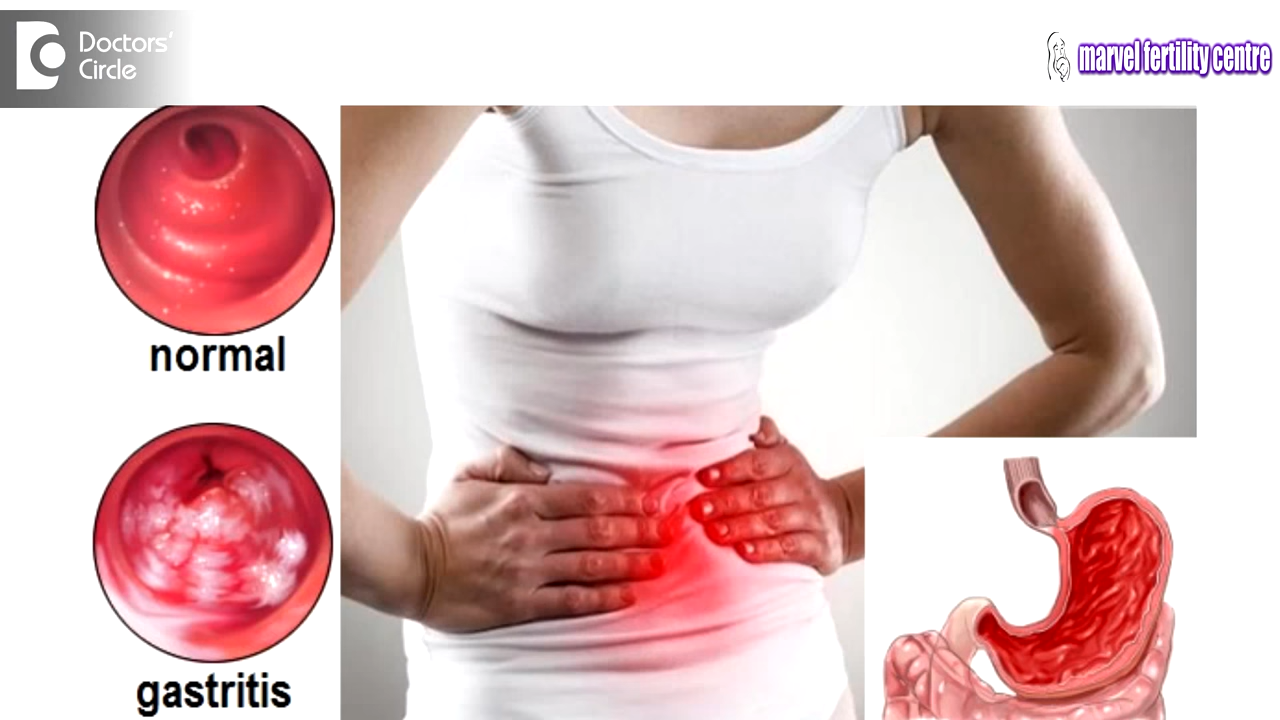 Doctors'
Circle
marvel fertility centre
normal
gastritis